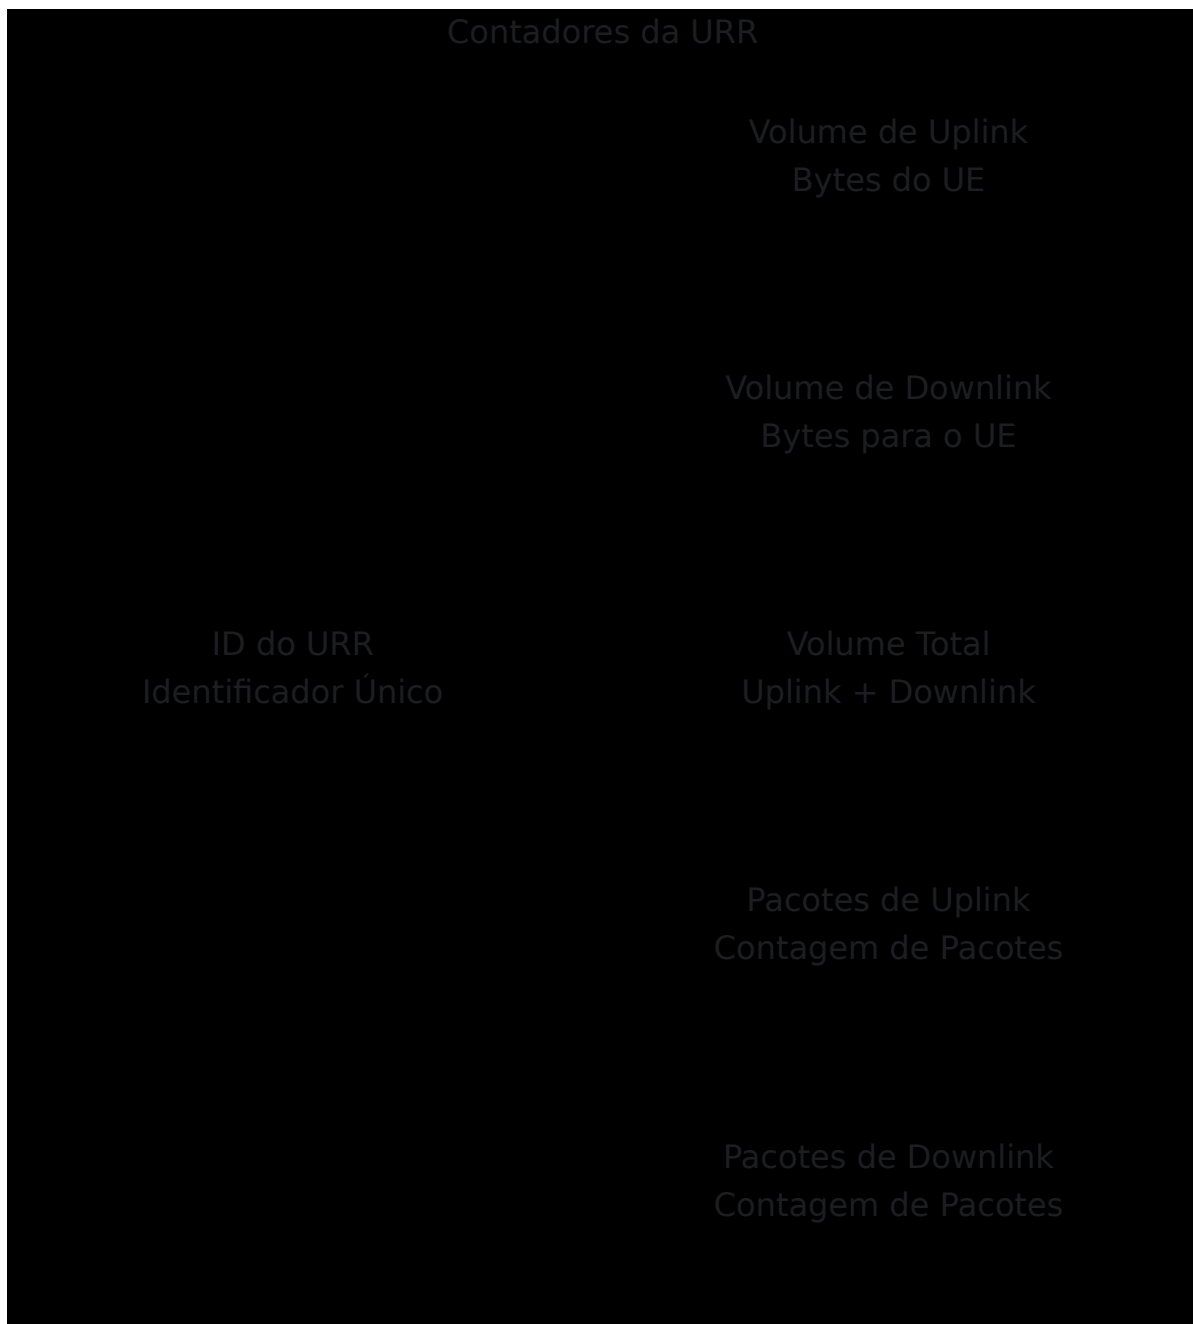 Contadores da URR
Volume de Uplink
Bytes do UE
Volume de Downlink
Bytes para o UE
ID do URR
Identificador Único
Volume Total
Uplink + Downlink
Pacotes de Uplink
Contagem de Pacotes
Pacotes de Downlink
Contagem de Pacotes